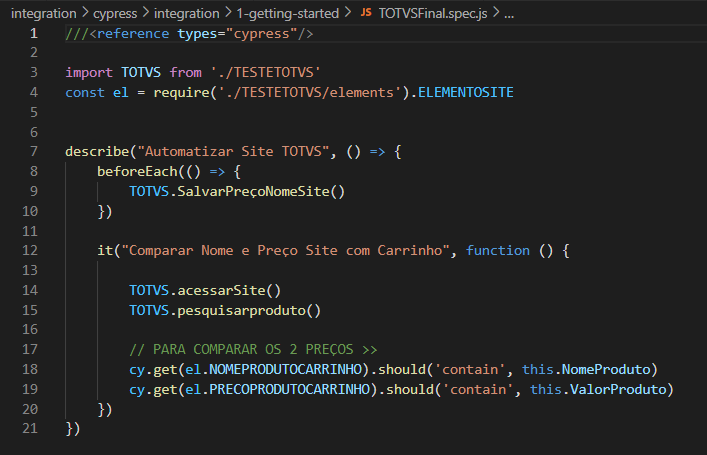 integration > cypress > integration > 1-getting-started > JS TOTVSFinal.spec.js > ...
1 ///<reference types="cypress"/>
2
3 import TOTVS from './TESTETOTVS'
4 const el = require('./TESTETOTVS/elements').ELEMENTOSITE
5
6
7 describe("Automatizar Site TOTVS", () => {
8 beforeEach(() => {
9 TOTVS.SalvarPreçoNomeSite()
10 })
11
12 it("Comparar Nome e Preço Site com Carrinho", function () {
13
14 TOTVS.acessarSite()
15 TOTVS.pesquisarproduto()
16
17 // PARA COMPARAR OS 2 PREÇOS >>
18 cy.get(el.NOMEPRODUTOCARRINHO).should('contain', this.NomeProduto)
19 cy.get(el.PRECOPRODUTOCARRINHO).should('contain', this.ValorProduto)
20 })
21 })